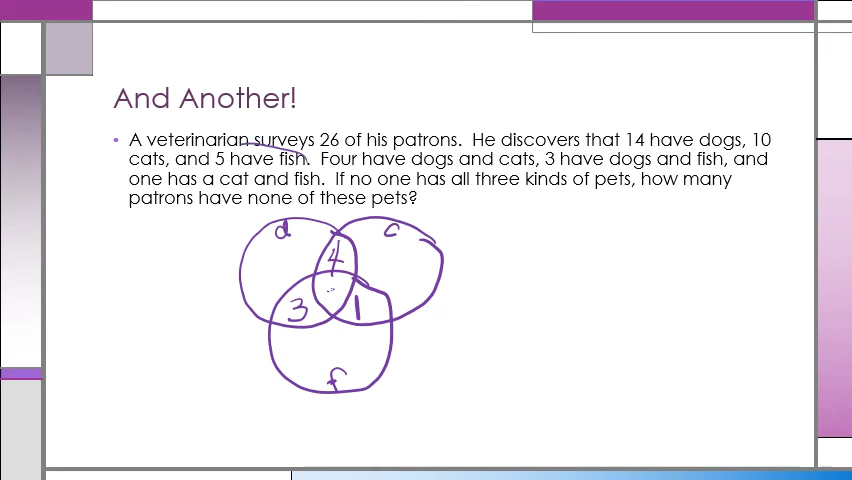 And Another!
• A veterinarian surveys 26 of his patrons. He discovers that 14 have dogs, 10
cats, and 5 have fish. Four have dogs and cats, 3 have dogs and fish, and
one has a cat and fish. If no one has all three kinds of pets, how many
patrons have none of these pets?
d c
4
3 1
f